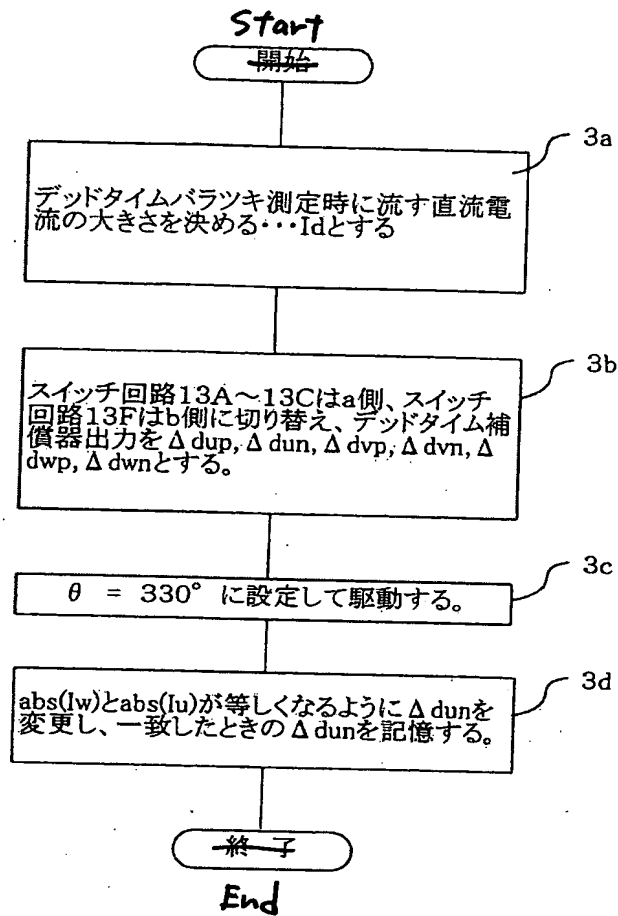 Start
開始
3a
デッドタイムバラツキ測定時に流す直流電
流の大きさを決める・・・Idとする
3b
スイッチ回路13A～13Cはa側、スイッチ
回路13Fはb側に切り替え、デッドタイム補
償器出力をΔdup, Δdun, Δdvp, Δdvn, Δ
dwp, Δdwnとする。
3c
θ = 330° に設定して駆動する。
3d
abs(Iw)とabs(Iu)が等しくなるようにΔdunを
変更し、一致したときのΔdunを記憶する。
終了
End